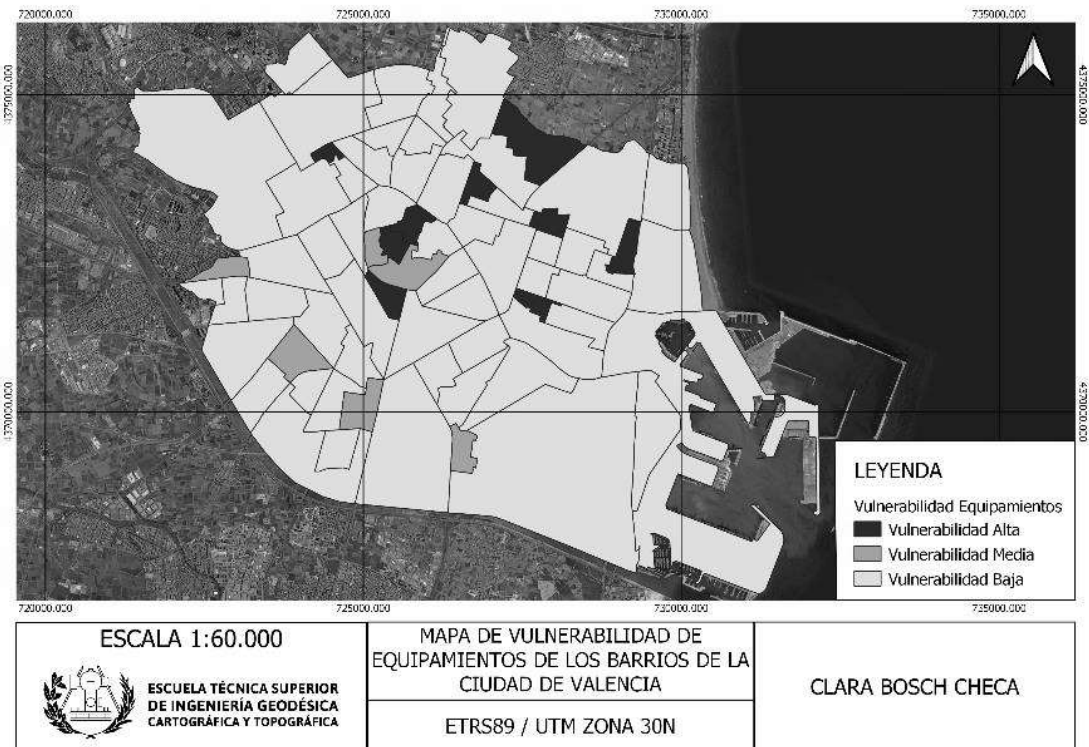 720000.000 725000.000 730000.000 735000.000
4375000.000 4375000.000
4370000.000 4370000.000
LEYENDA
Vulnerabilidad Equipamientos
Vulnerabilidad Alta
Vulnerabilidad Media
Vulnerabilidad Baja
720000.000 725000.000 730000.000 735000.000
ESCALA 1:60.000
ESCUELA TÉCNICA SUPERIOR
DE INGENIERÍA GEODÉSICA
CARTOGRÁFICA Y TOPOGRÁFICA
MAPA DE VULNERABILIDAD DE
EQUIPAMIENTOS DE LOS BARRIOS DE LA
CIUDAD DE VALENCIA
ETRS89 / UTM ZONA 30N
CLARA BOSCH CHECA